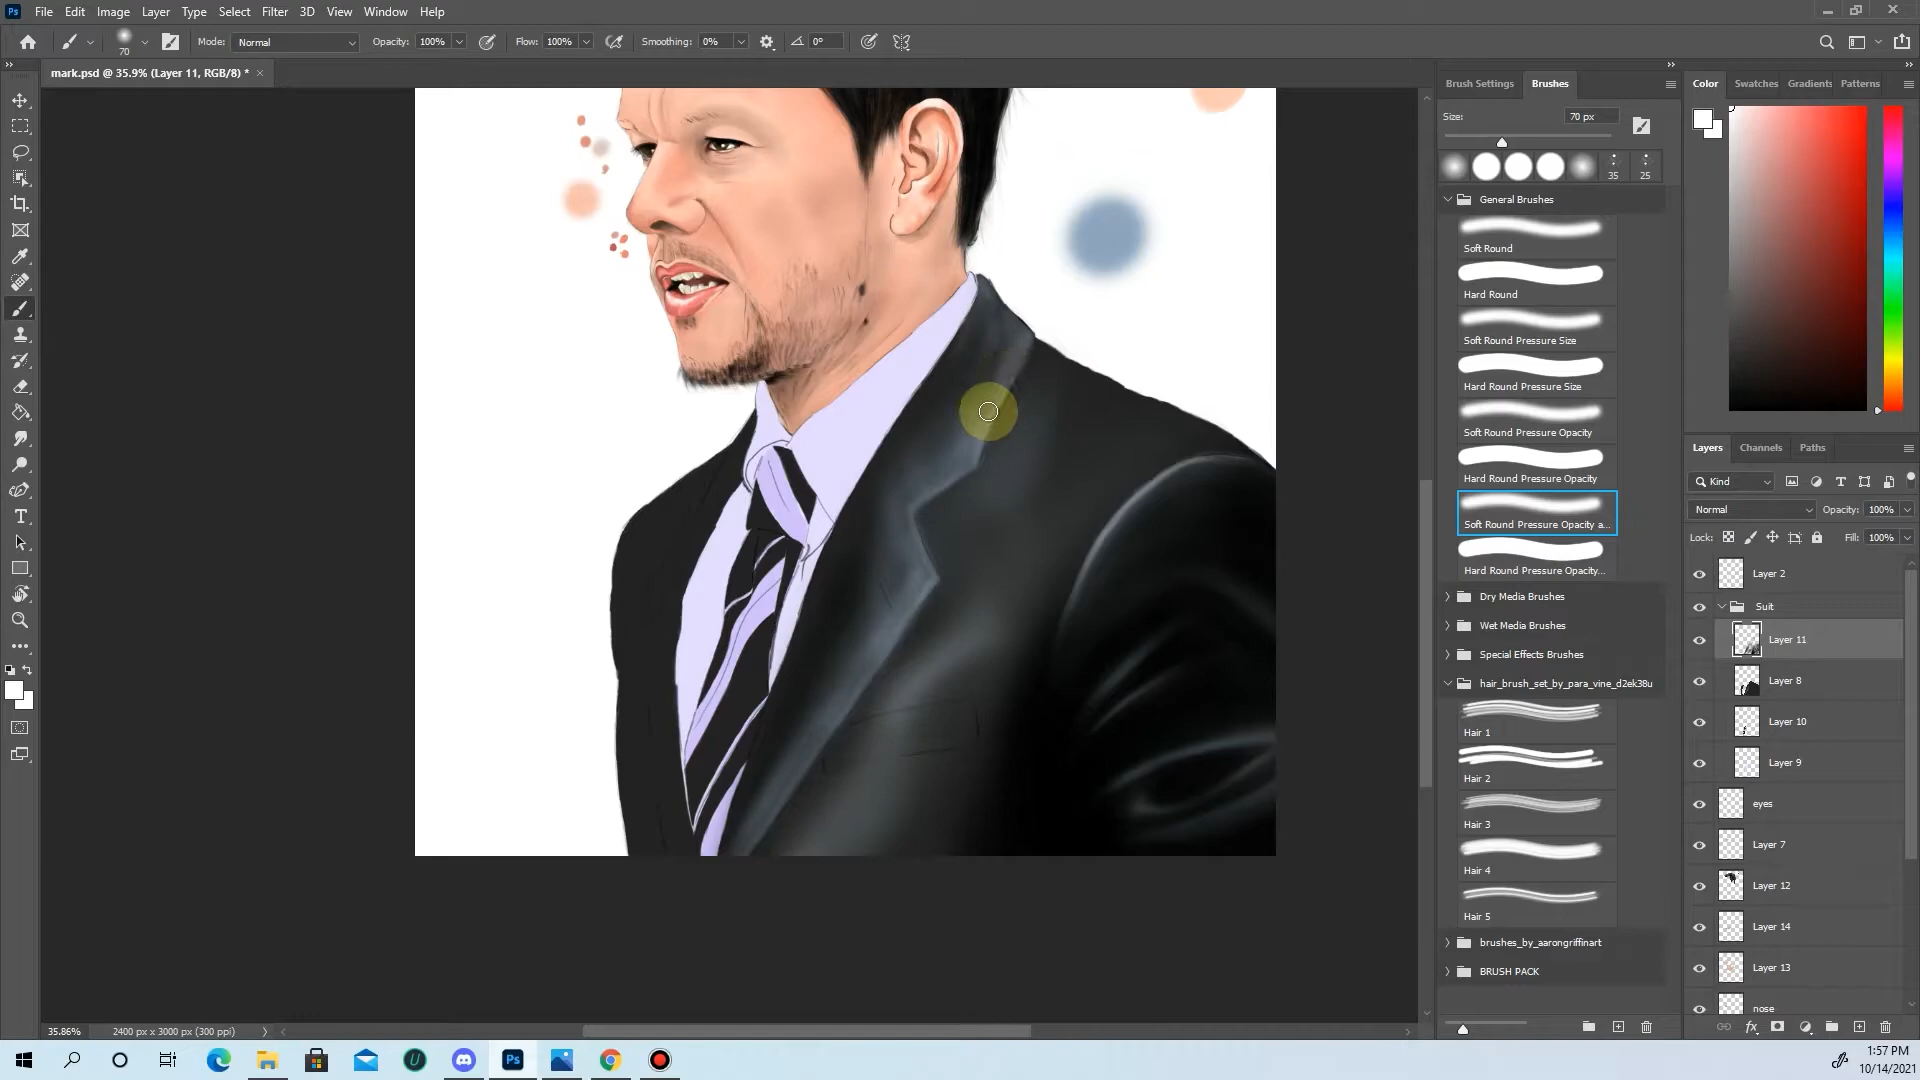 Ps File Edit Image Layer Type Select Filter 3D View Window Help
70 Mode: Normal Opacity: 100% Flow: 100% Smoothing: 0% 0°
mark.psd @ 35.9% (Layer 11, RGB/8) *
Brush Settings Brushes
Size: 70 px
35 25
General Brushes
Soft Round
Hard Round
Soft Round Pressure Size
Hard Round Pressure Size
Soft Round Pressure Opacity
Hard Round Pressure Opacity
Soft Round Pressure Opacity a...
Hard Round Pressure Opacity...
Dry Media Brushes
Wet Media Brushes
Special Effects Brushes
hair_brush_set_by_para_vine_d2ek38u
Hair 1
Hair 2
Hair 3
Hair 4
Hair 5
brushes_by_aarongriffinart
BRUSH PACK
Color Swatches Gradients Patterns
Layers Channels Paths
Kind
Normal Opacity: 100%
Lock: Fill: 100%
Layer 2
Suit
Layer 11
Layer 8
Layer 10
Layer 9
eyes
Layer 7
Layer 12
Layer 14
Layer 13
nose
fx
35.86% 2400 px x 3000 px (300 ppi)
Ps
1:57 PM
10/14/2021